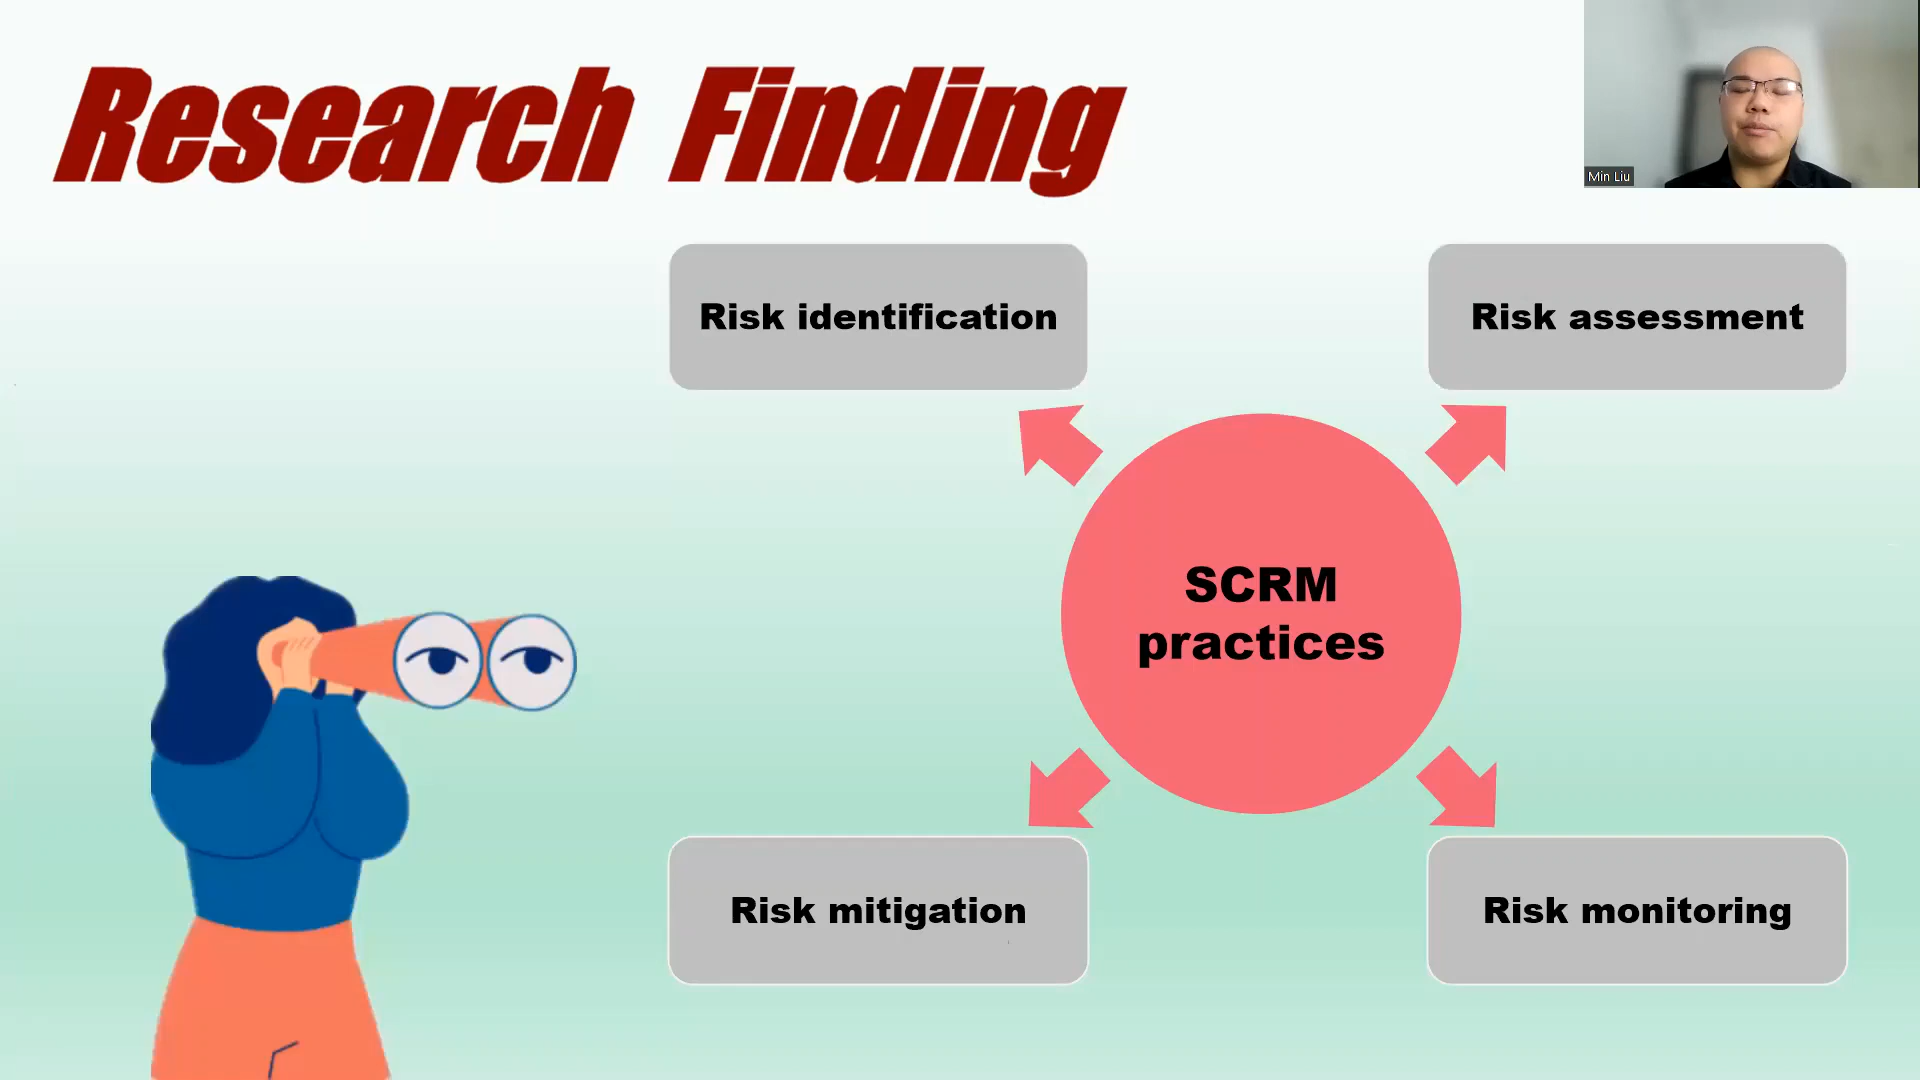 Research Finding
Min Liu
Risk identification
Risk assessment
SCRM
practices
Risk mitigation
Risk monitoring